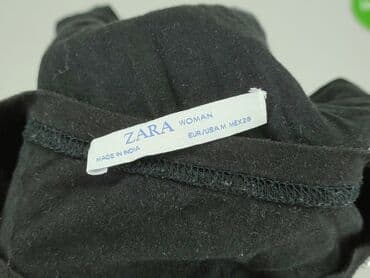 ZARA WOMAN
MADE IN INDIA
EUR/USA M MEX 28